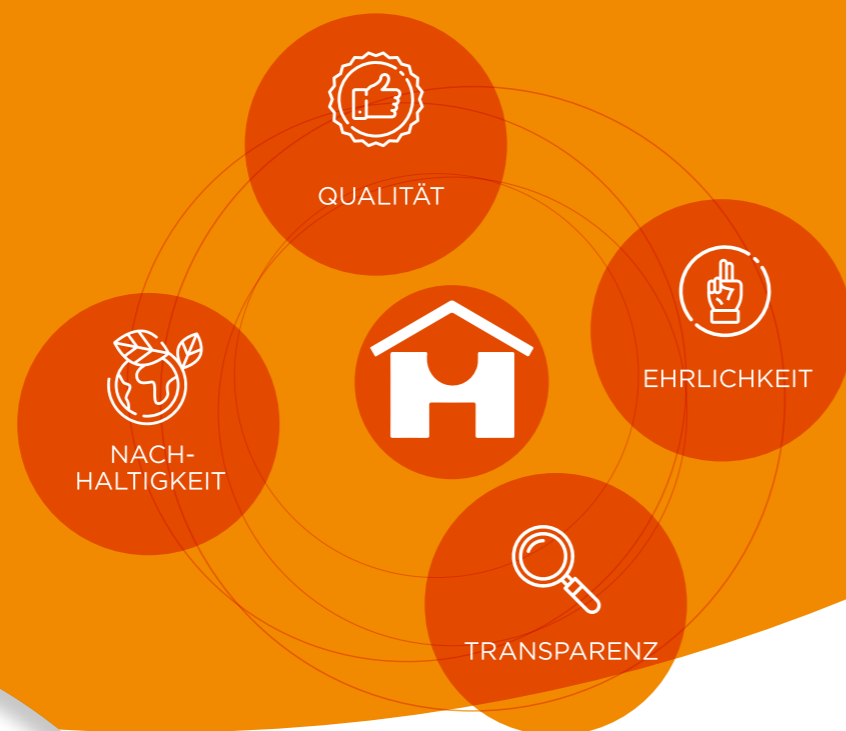 QUALITÄT
EHRLICHKEIT
NACH-
HALTIGKEIT
TRANSPARENZ